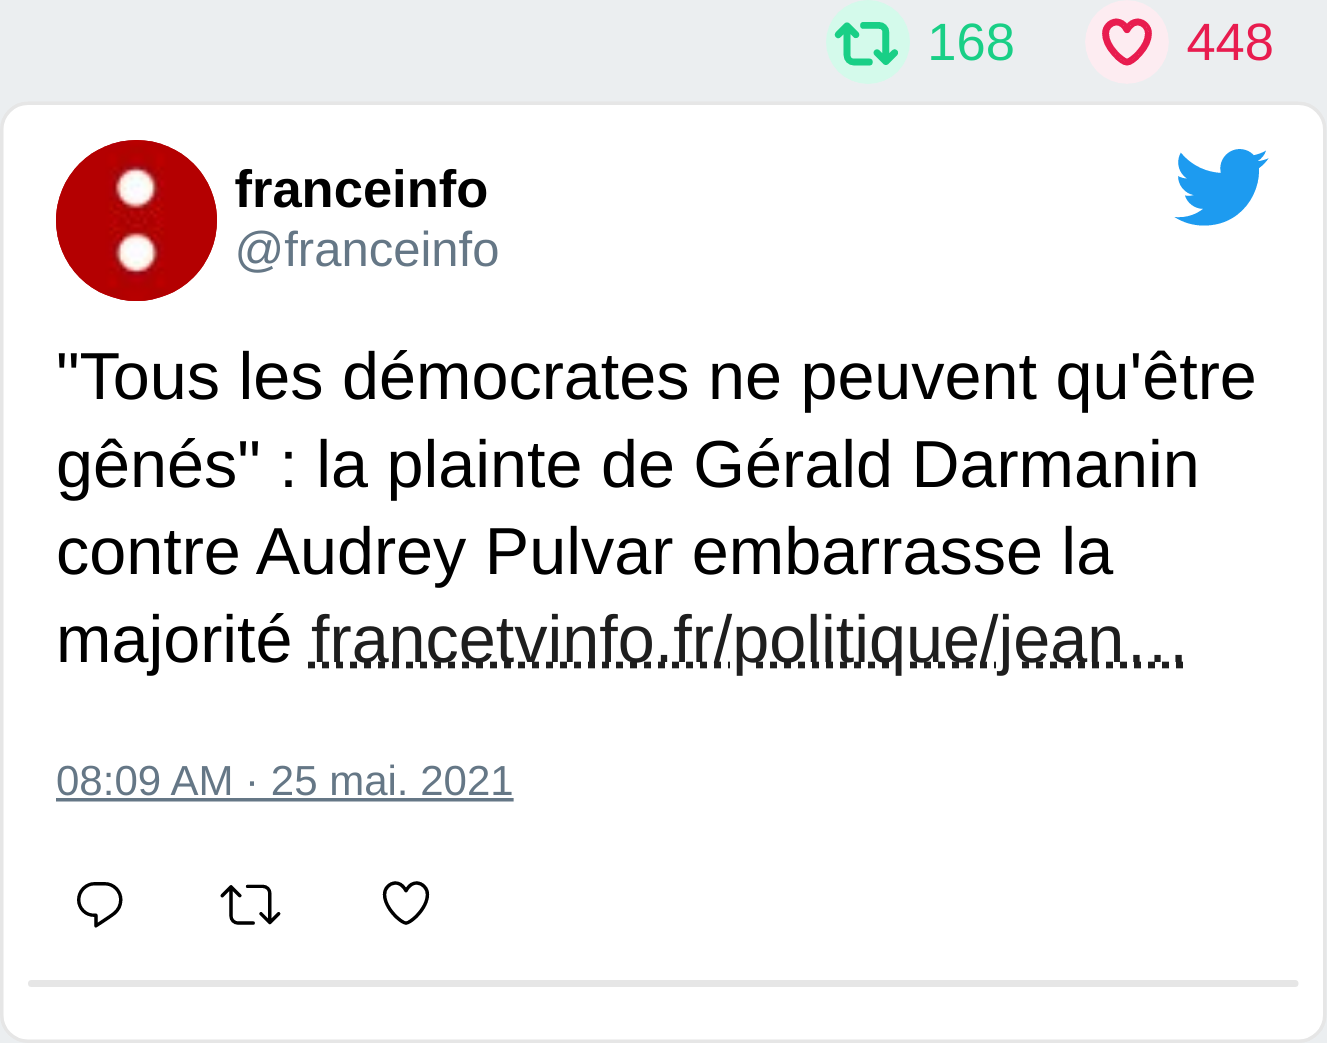 168 448
franceinfo
@franceinfo
"Tous les démocrates ne peuvent qu'être
gênés" : la plainte de Gérald Darmanin
contre Audrey Pulvar embarrasse la
majorité francetvinfo.fr/politique/jean…
08:09 AM · 25 mai. 2021